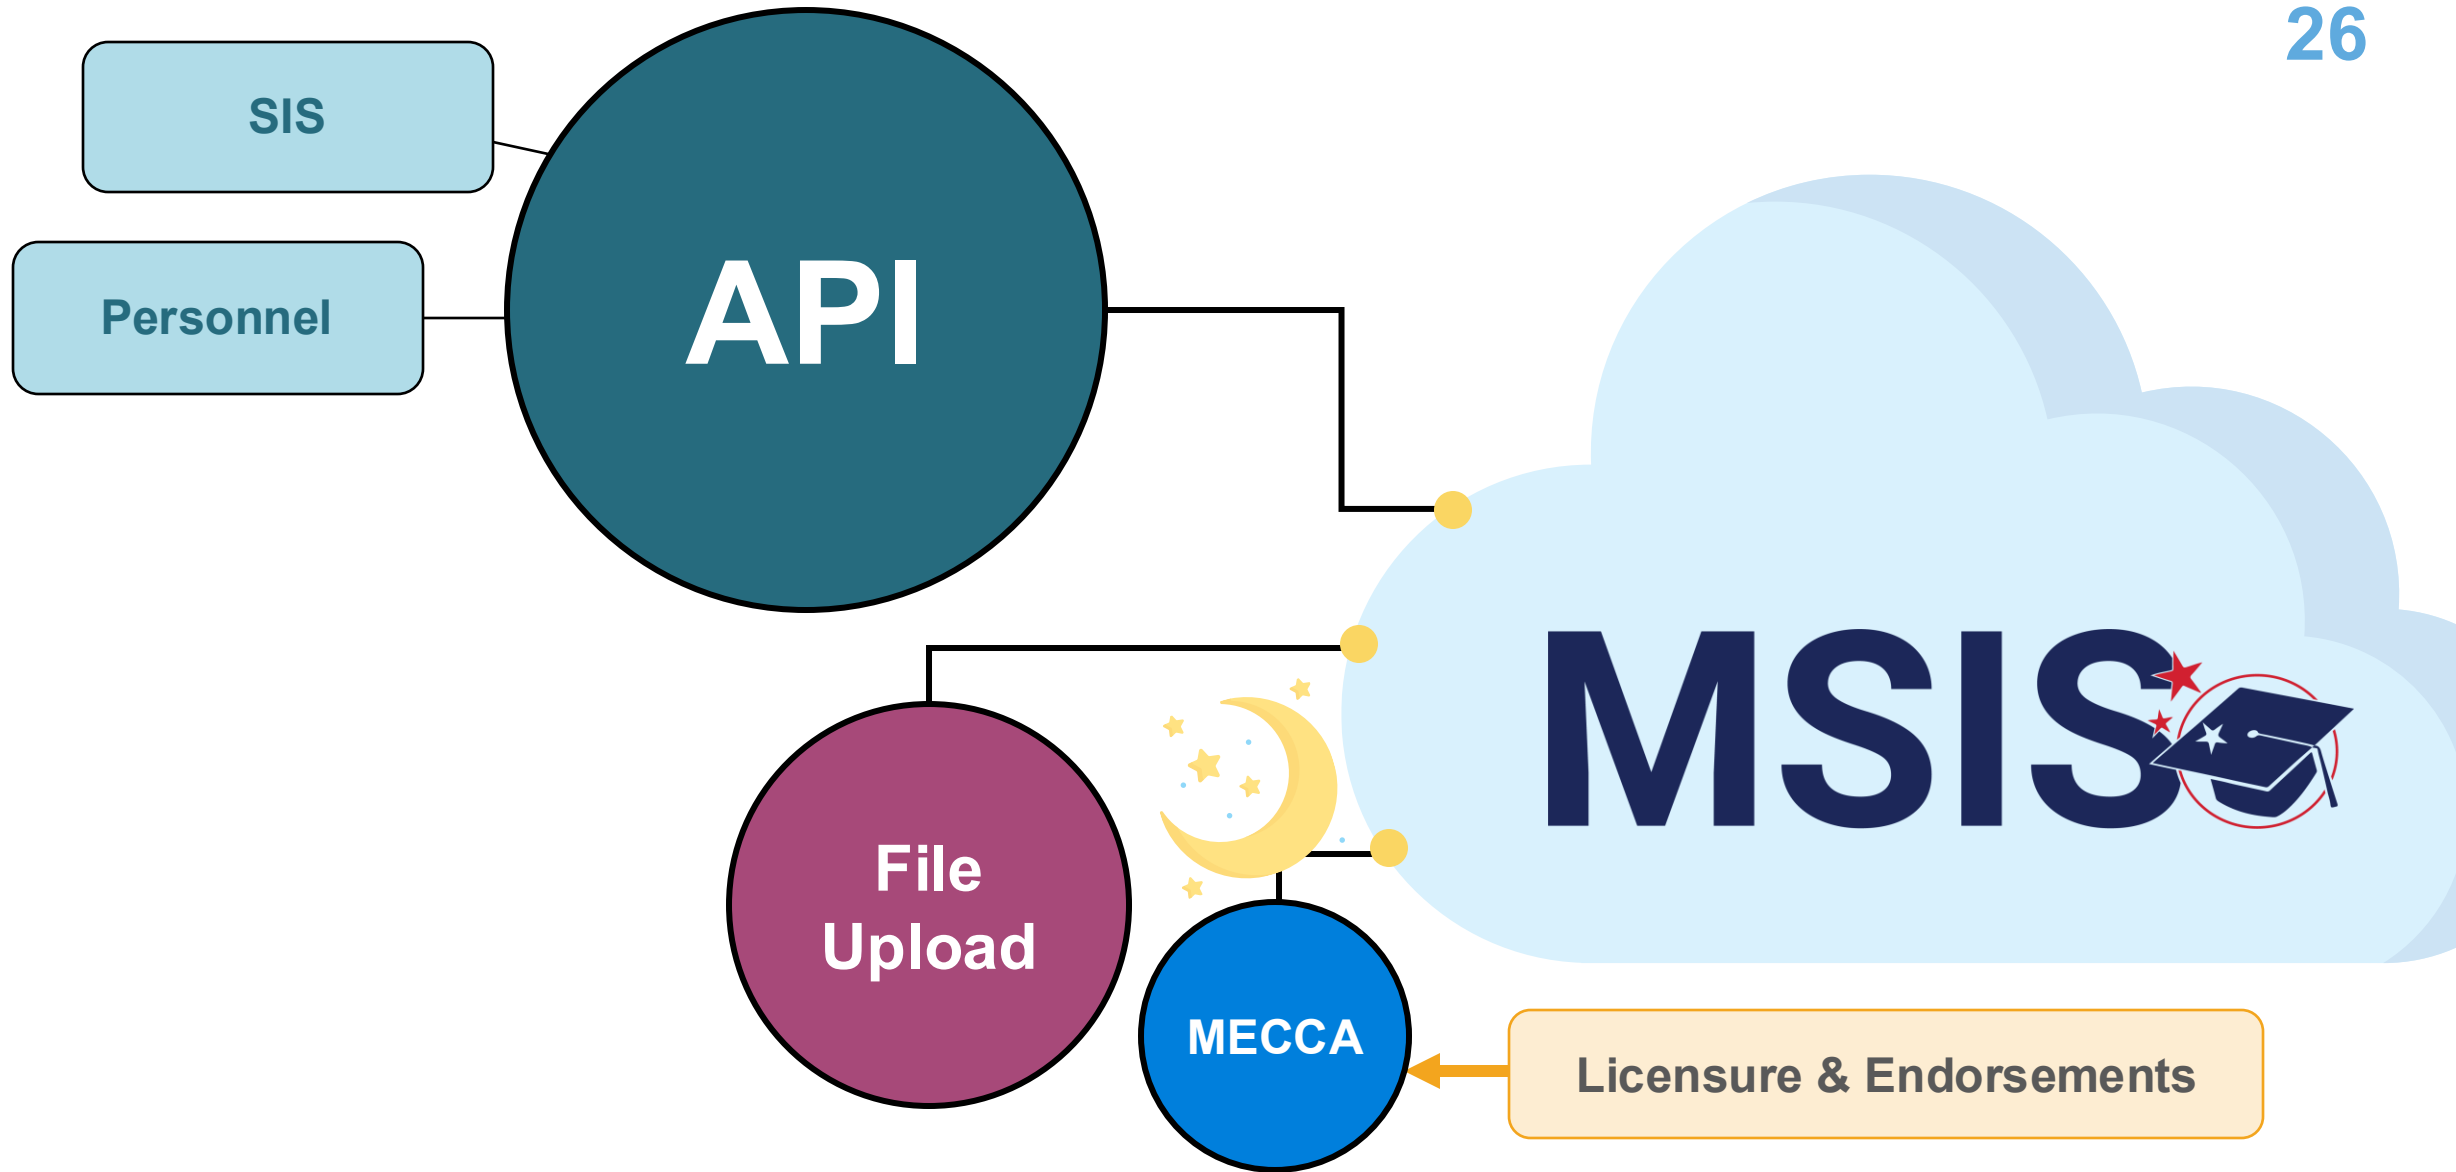 26
SIS
Personnel
API
MSIS
File
Upload
MECCA
Licensure & Endorsements